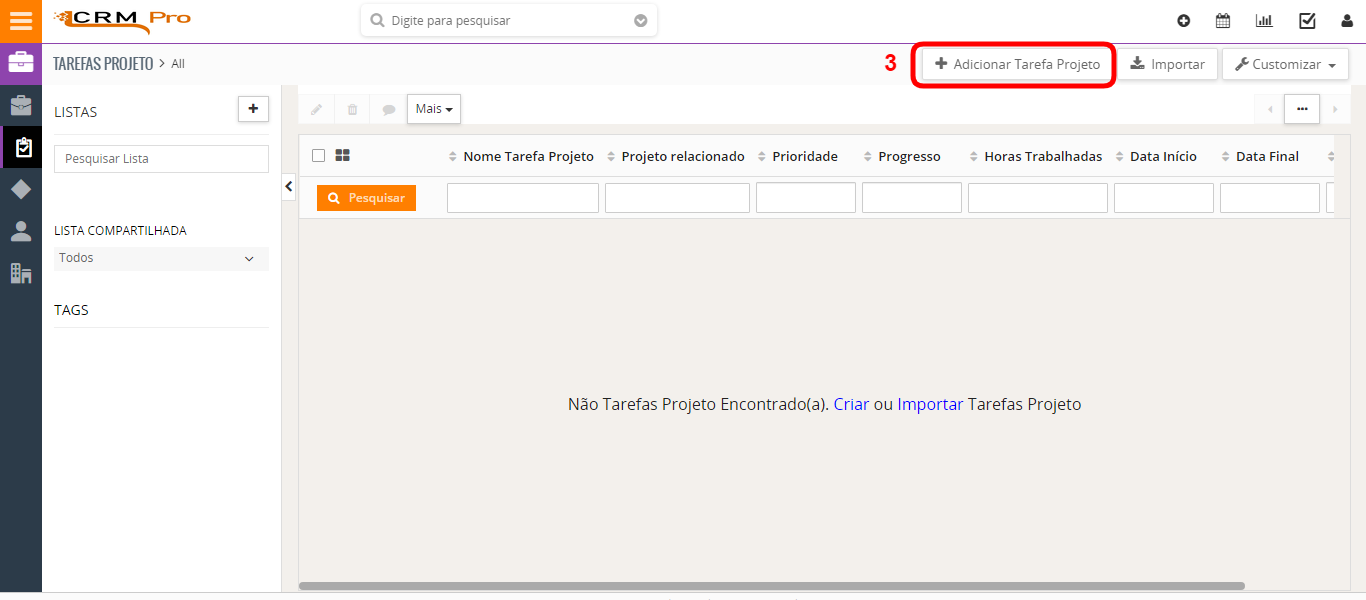 CRM Pro
Digite para pesquisar
TAREFAS PROJETO > All
3
Adicionar Tarefa Projeto
Importar
Customizar
LISTAS
Pesquisar Lista
LISTA COMPARTILHADA
Todos
TAGS
Mais
Nome Tarefa Projeto
Projeto relacionado
Prioridade
Progresso
Horas Trabalhadas
Data Início
Data Final
Pesquisar
Não Tarefas Projeto Encontrado(a). Criar ou Importar Tarefas Projeto